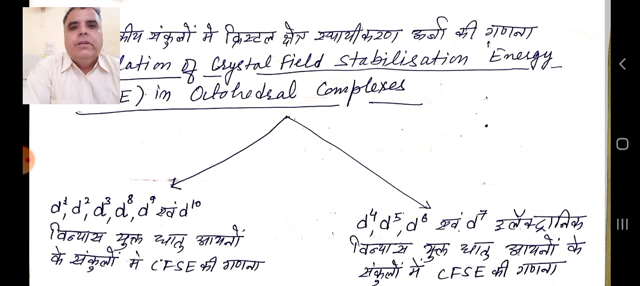 कीय संकुलों में क्रिस्टल क्षेत्र स्थायीकरण ऊर्जा की गणना
lation of Crystal Field Stabilisation Energy
E) in Octohedral Complexes
d¹, d², d³, d⁸, d⁹ एवं d¹⁰
विन्यास युक्त धातु आयनों
के संकुलों में CFSE की गणना
d⁴, d⁵, d⁶ एवं d⁷ इलैक्ट्रानिक
विन्यास युक्त धातु आयनों के
संकुलों में CFSE की गणना